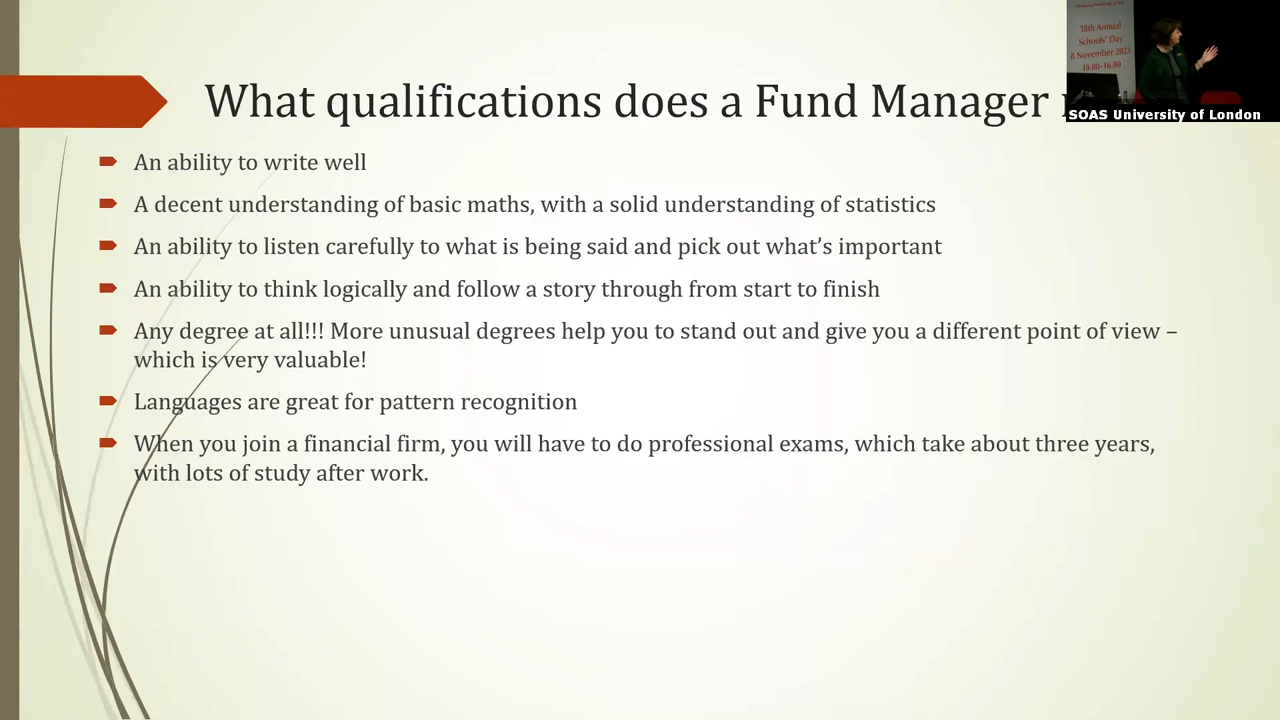 What qualifications does a Fund Manager
18th Annual
Schools' Day
8 November 2023
10.00–16.00
SOAS University of London
An ability to write well
A decent understanding of basic maths, with a solid understanding of statistics
An ability to listen carefully to what is being said and pick out what’s important
An ability to think logically and follow a story through from start to finish
Any degree at all!!! More unusual degrees help you to stand out and give you a different point of view –
which is very valuable!
Languages are great for pattern recognition
When you join a financial firm, you will have to do professional exams, which take about three years,
with lots of study after work.